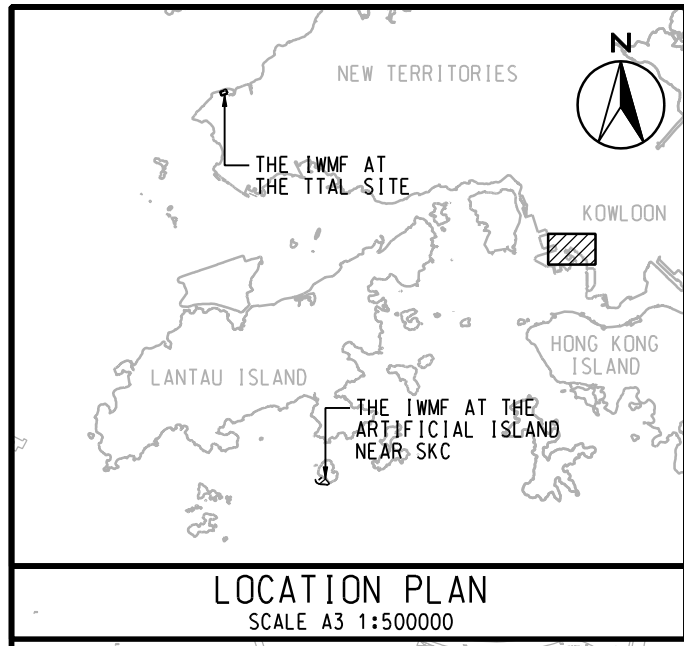 N
NEW TERRITORIES
THE IWMF AT
THE TTAL SITE
KOWLOON
HONG KONG
ISLAND
LANTAU ISLAND
THE IWMF AT THE
ARTIFICIAL ISLAND
NEAR SKC
LOCATION PLAN
SCALE A3 1:500000